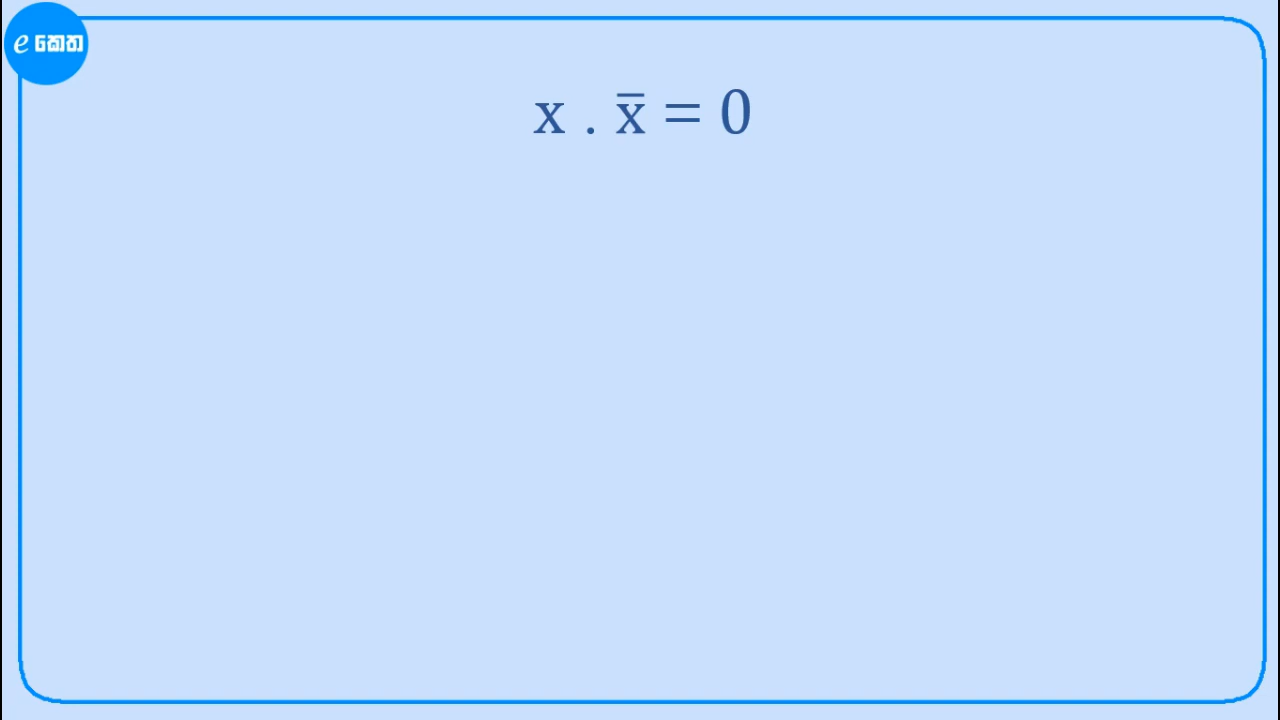 e කෙත
x . x̅ = 0